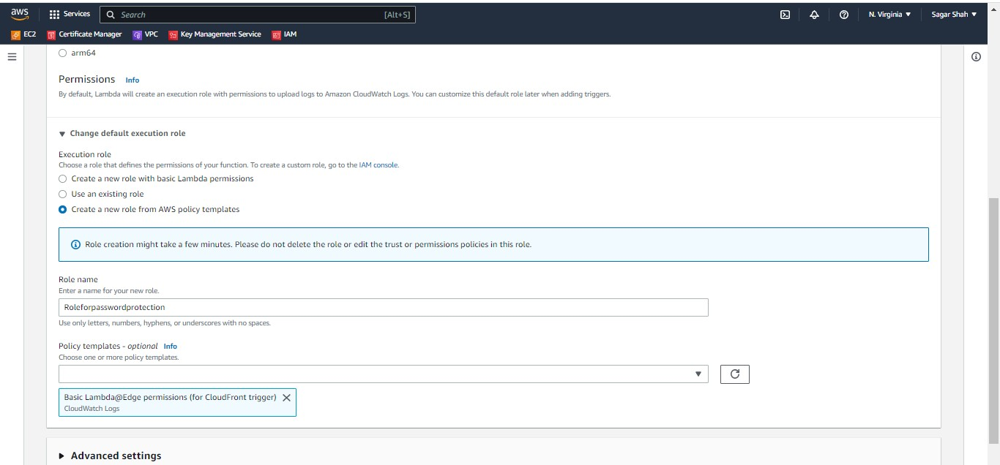 aws
Services
Search
[Alt+S]
N. Virginia
Sagar Shah
EC2
Certificate Manager
VPC
Key Management Service
IAM
arm64
Permissions Info
By default, Lambda will create an execution role with permissions to upload logs to Amazon CloudWatch Logs. You can customize this default role later when adding triggers.
Change default execution role
Execution role
Choose a role that defines the permissions of your function. To create a custom role, go to the IAM console.
Create a new role with basic Lambda permissions
Use an existing role
Create a new role from AWS policy templates
Role creation might take a few minutes. Please do not delete the role or edit the trust or permissions policies in this role.
Role name
Enter a name for your new role.
Roleforpasswordprotection
Use only letters, numbers, hyphens, or underscores with no spaces.
Policy templates - optional Info
Choose one or more policy templates.
Basic Lambda@Edge permissions (for CloudFront trigger)
CloudWatch Logs
Advanced settings